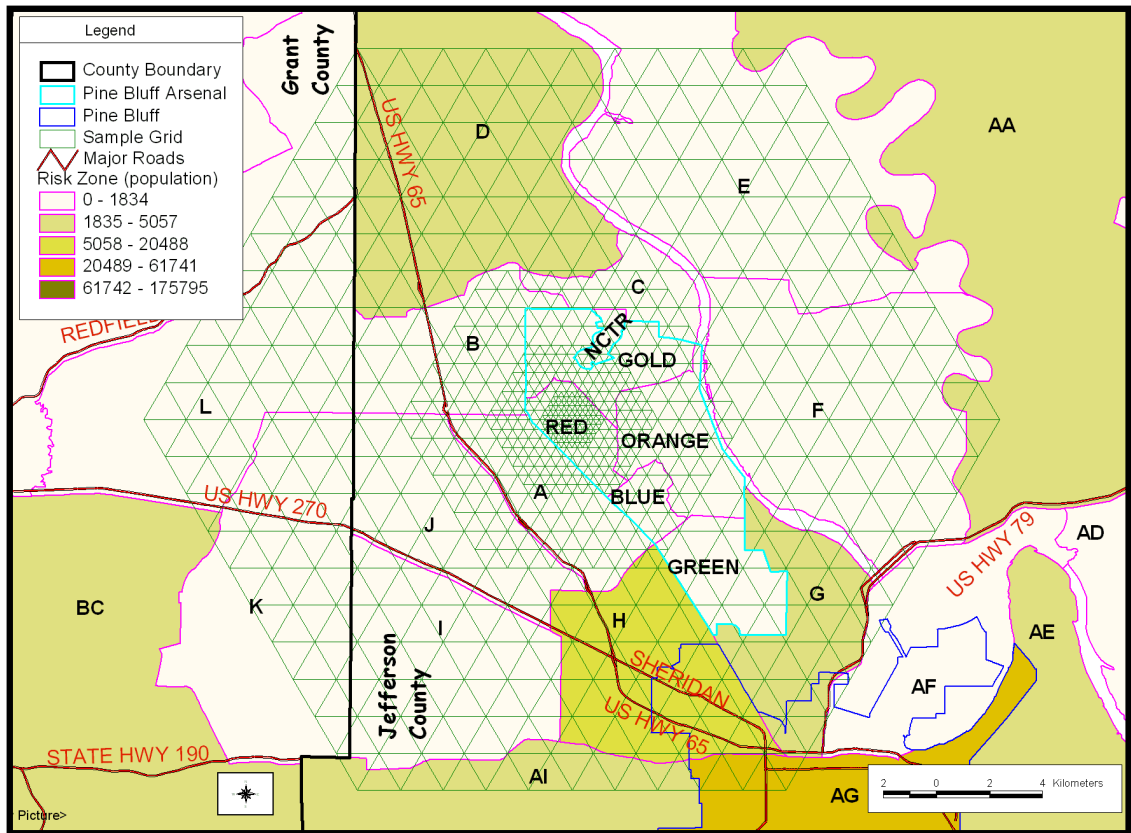 Legend
County Boundary
Pine Bluff Arsenal
Pine Bluff
Sample Grid
Major Roads
Risk Zone (population)
0 - 1834
1835 - 5057
5058 - 20488
20489 - 61741
61742 - 175795
Grant
County
US HWY 65
D
AA
E
C
REDFIELD
B
NCTR
GOLD
L
F
RED
ORANGE
A
BLUE
US HWY 270
J
AD
US HWY 79
GREEN
BC
K
G
I
H
AE
Jefferson
County
SHERIDAN
AF
US HWY 65
STATE HWY 190
AI
AG
2 0 2 4 Kilometers
Picture>